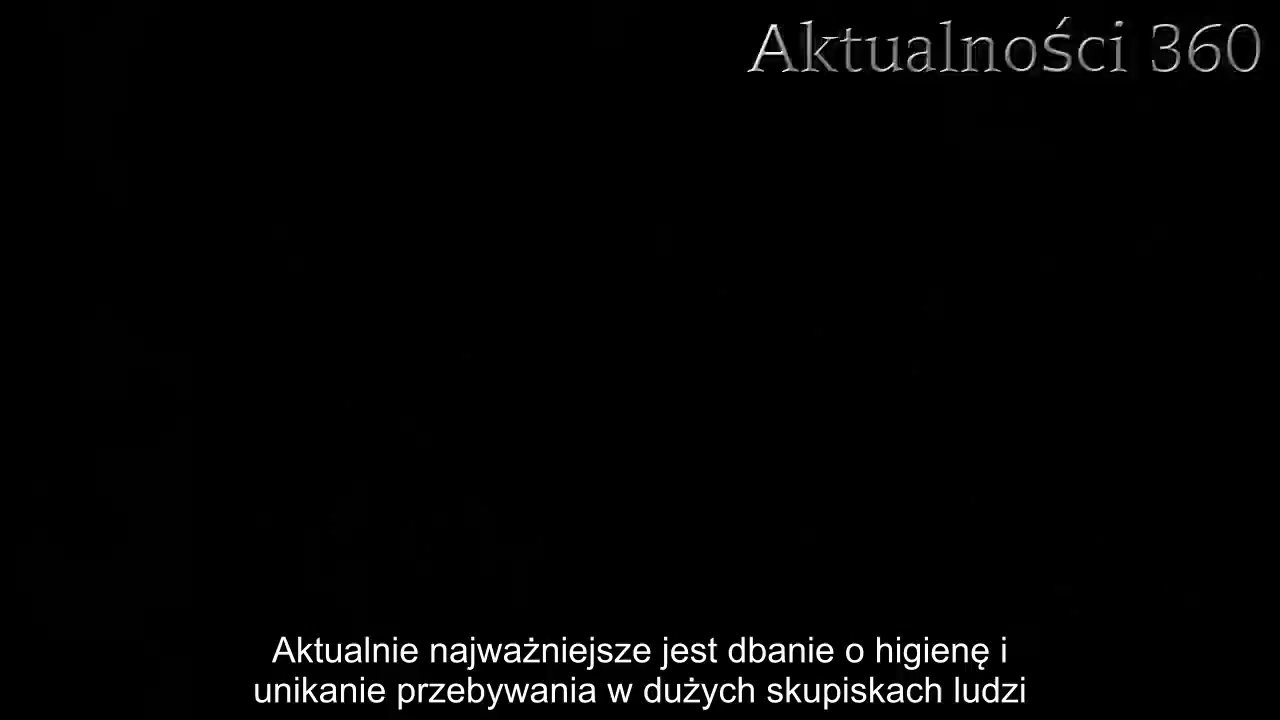 Aktualności 360
Aktualnie najważniejsze jest dbanie o higienę i
unikanie przebywania w dużych skupiskach ludzi